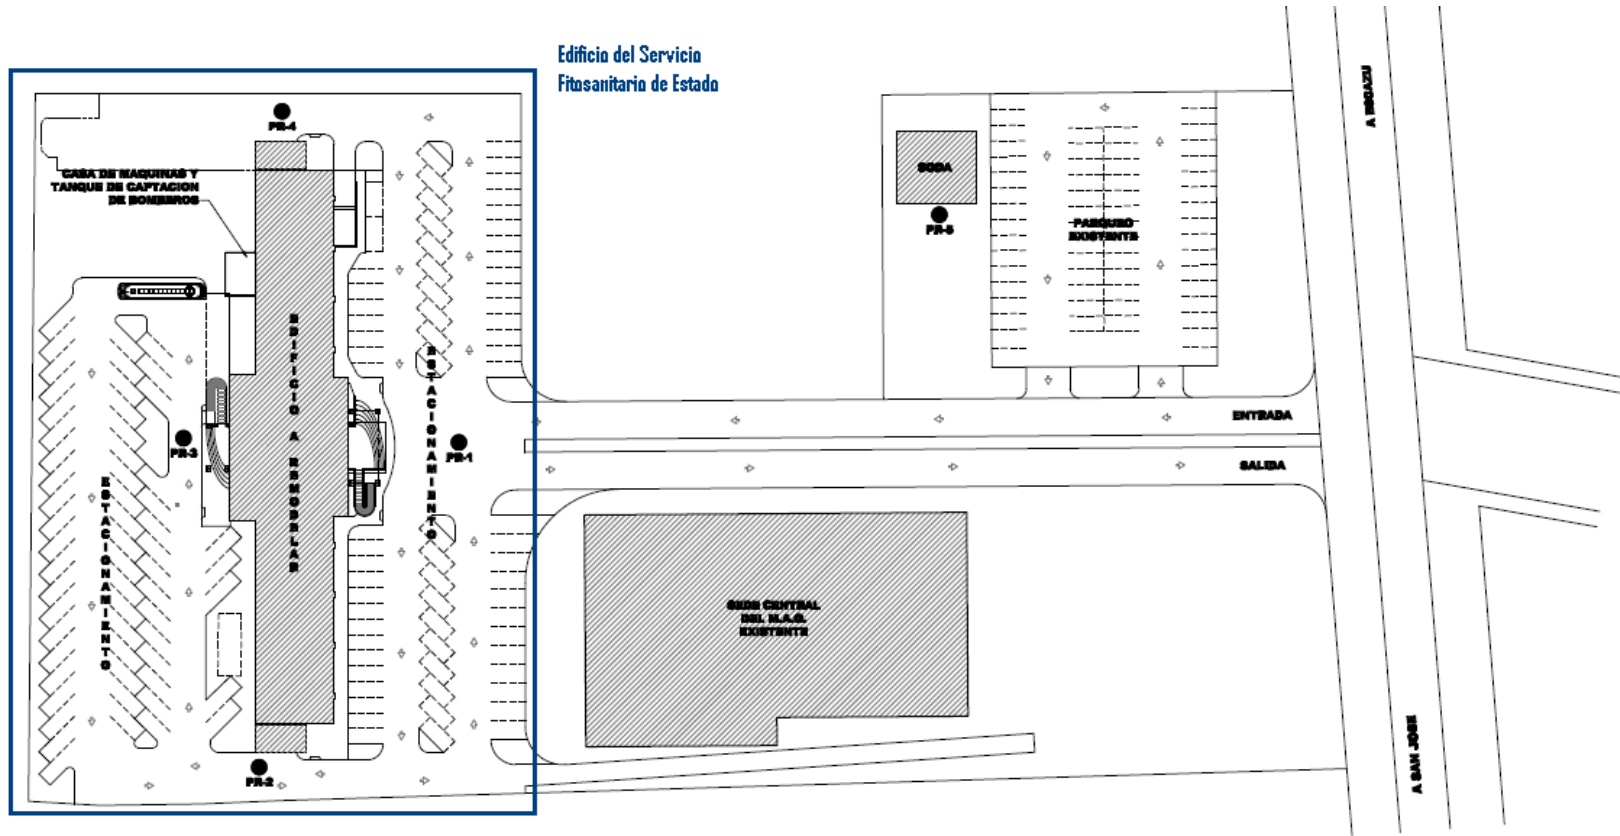 Edificio del Servicio
Fitosanitario de Estado
A ESCAZU
PR-4
CASA DE MAQUINAS Y
TANQUE DE CAPTACION
DE BOMBEROS
SODA
PR-5
PARQUEO
EXISTENTE
EDIFICIO A REMODELAR
ESTACIONAMIENTO
ENTRADA
PR-3
PR-1
SALIDA
ESTACIONAMIENTO
SEDE CENTRAL
DEL M.A.G.
EXISTENTE
PR-2
A SAN JOSE